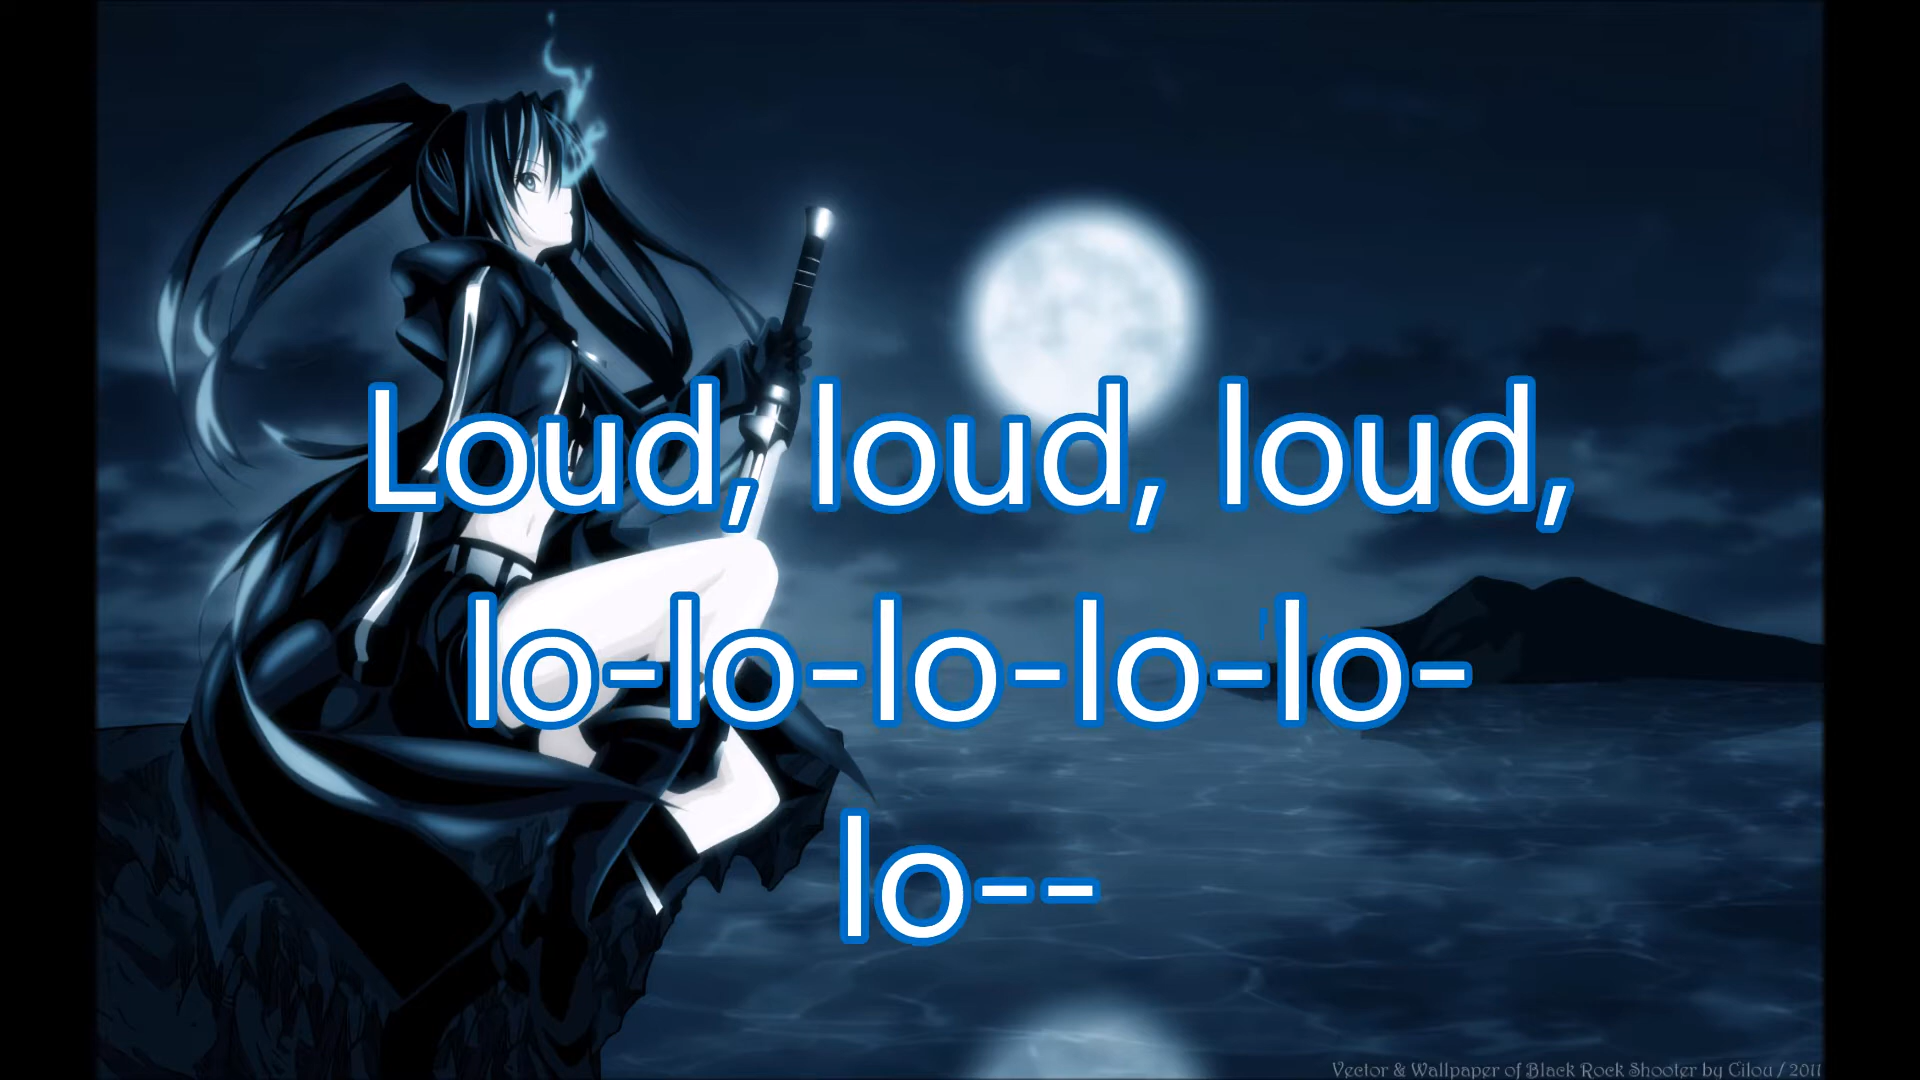 Loud, loud, loud,
lo-lo-lo-lo-lo-
lo--
Vector & Wallpaper of Black Rock Shooter by Cilou / 2011